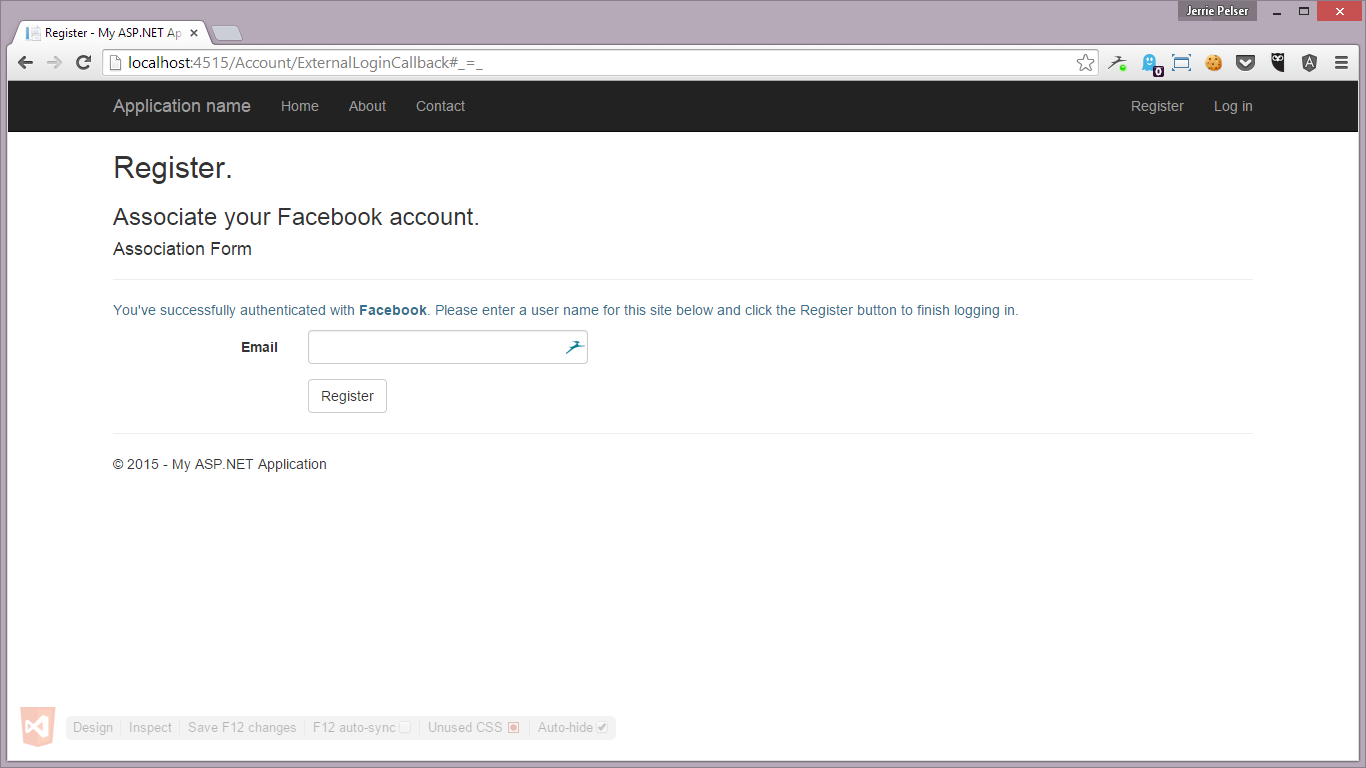 Jerrie Pelser
Register - My ASP.NET Ap
localhost:4515/Account/ExternalLoginCallback#_=_
0
Application name Home About Contact Register Log in
Register.
Associate your Facebook account.
Association Form
You've successfully authenticated with Facebook. Please enter a user name for this site below and click the Register button to finish logging in.
Email
Register
© 2015 - My ASP.NET Application
Design Inspect Save F12 changes F12 auto-sync Unused CSS Auto-hide